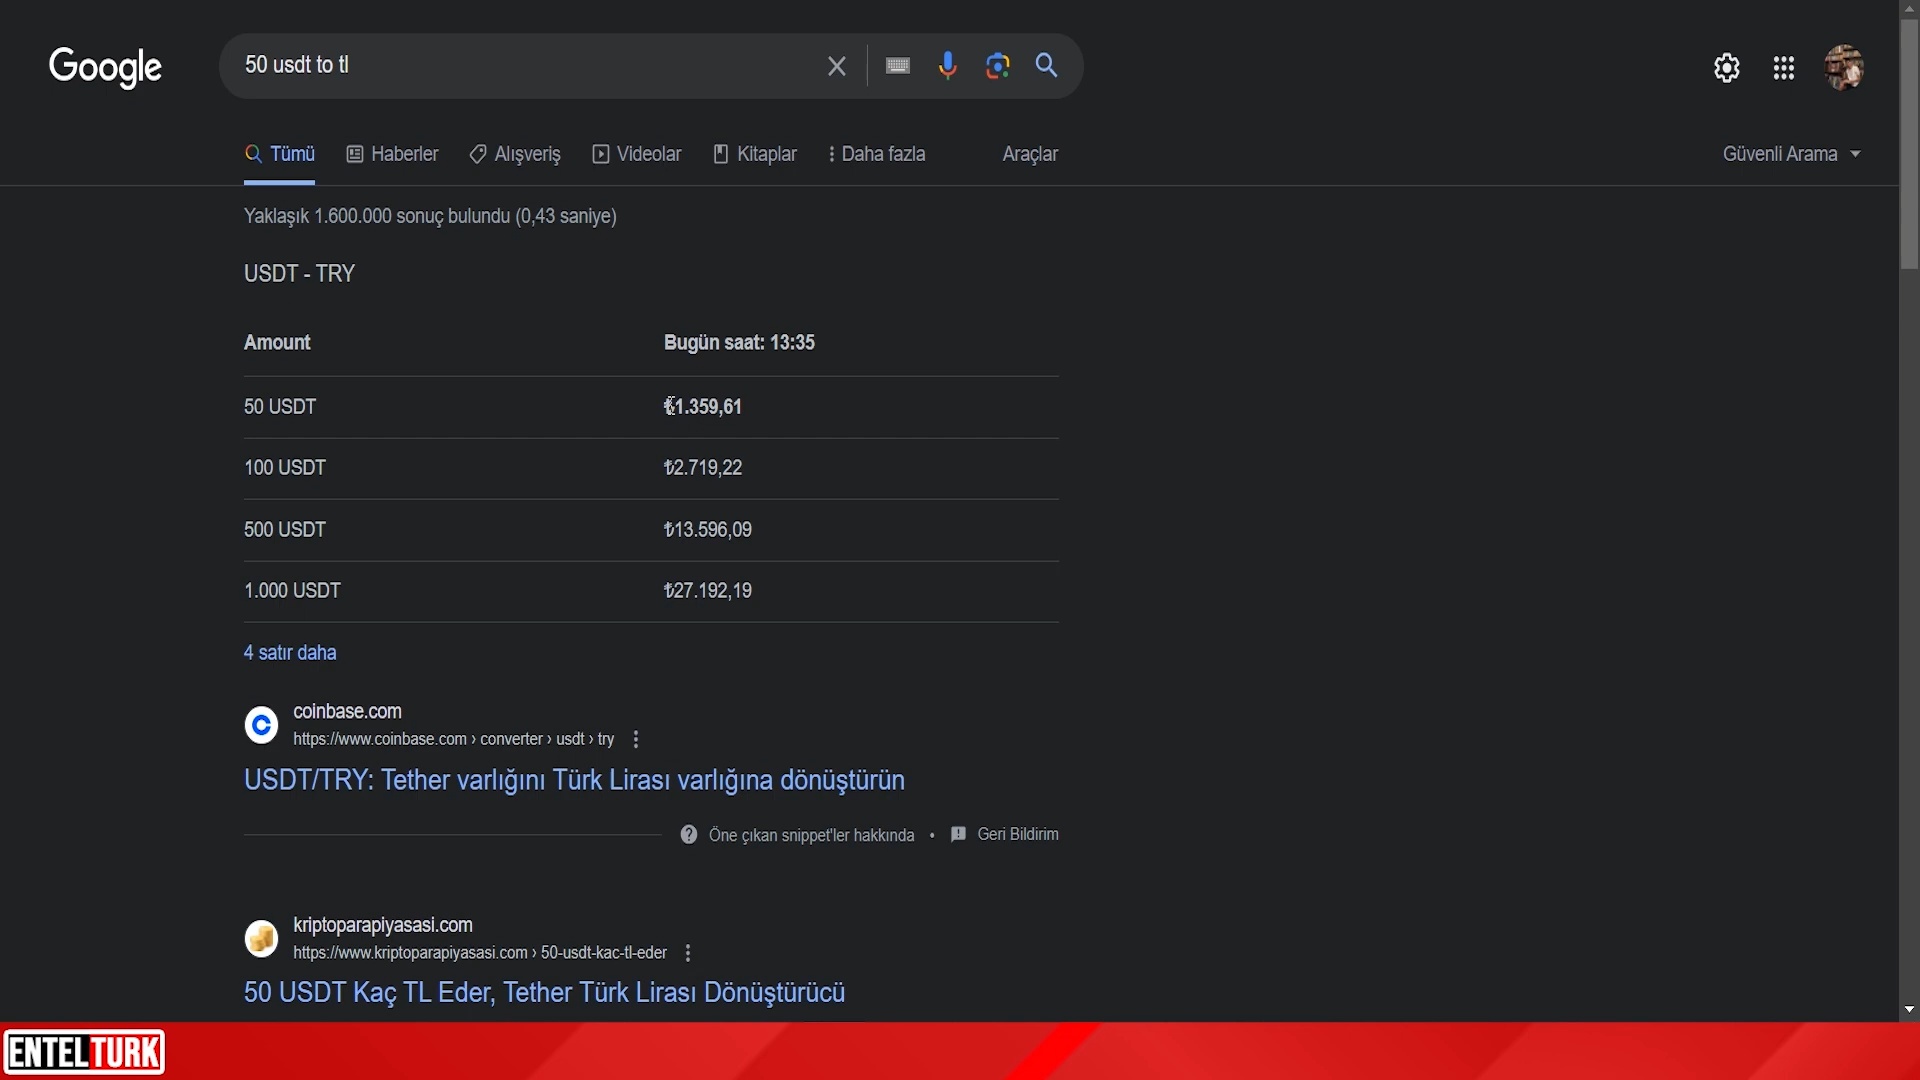 Google
50 usdt to tl
Tümü Haberler Alışveriş Videolar Kitaplar Daha fazla Araçlar Güvenli Arama
Yaklaşık 1.600.000 sonuç bulundu (0,43 saniye)
USDT - TRY
Amount Bugün saat: 13:35
50 USDT ₺1.359,61
100 USDT ₺2.719,22
500 USDT ₺13.596,09
1.000 USDT ₺27.192,19
4 satır daha
coinbase.com
https://www.coinbase.com › converter › usdt › try
USDT/TRY: Tether varlığını Türk Lirası varlığına dönüştürün
Öne çıkan snippet'ler hakkında • Geri Bildirim
kriptoparapiyasasi.com
https://www.kriptoparapiyasasi.com › 50-usdt-kac-tl-eder
50 USDT Kaç TL Eder, Tether Türk Lirası Dönüştürücü
ENTELTURK